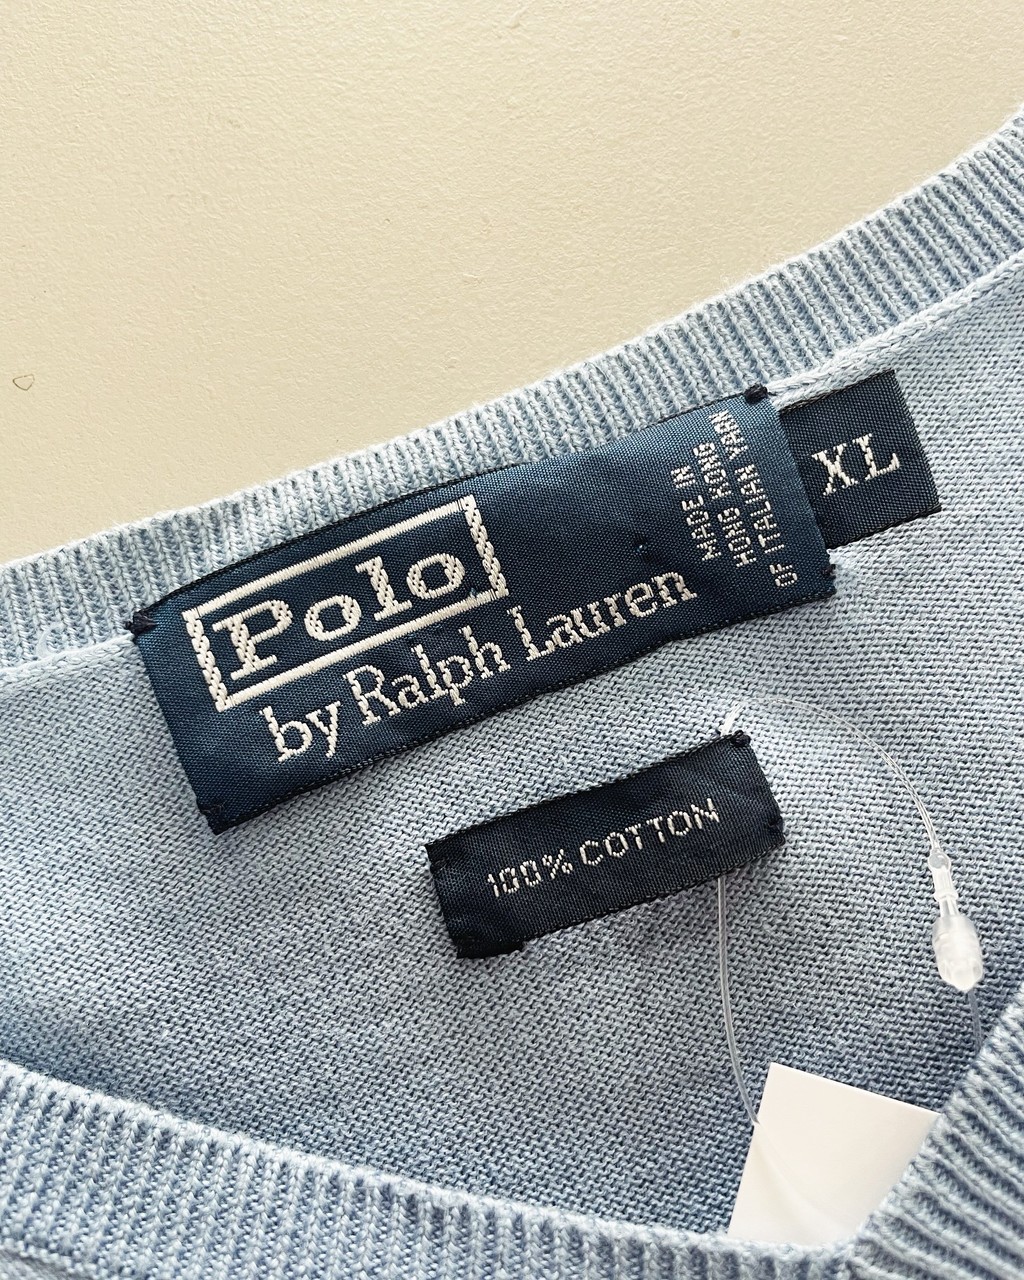 Polo
by Ralph Lauren
MADE IN
HONG KONG
OF ITALIAN YARN
XL
100% COTTON